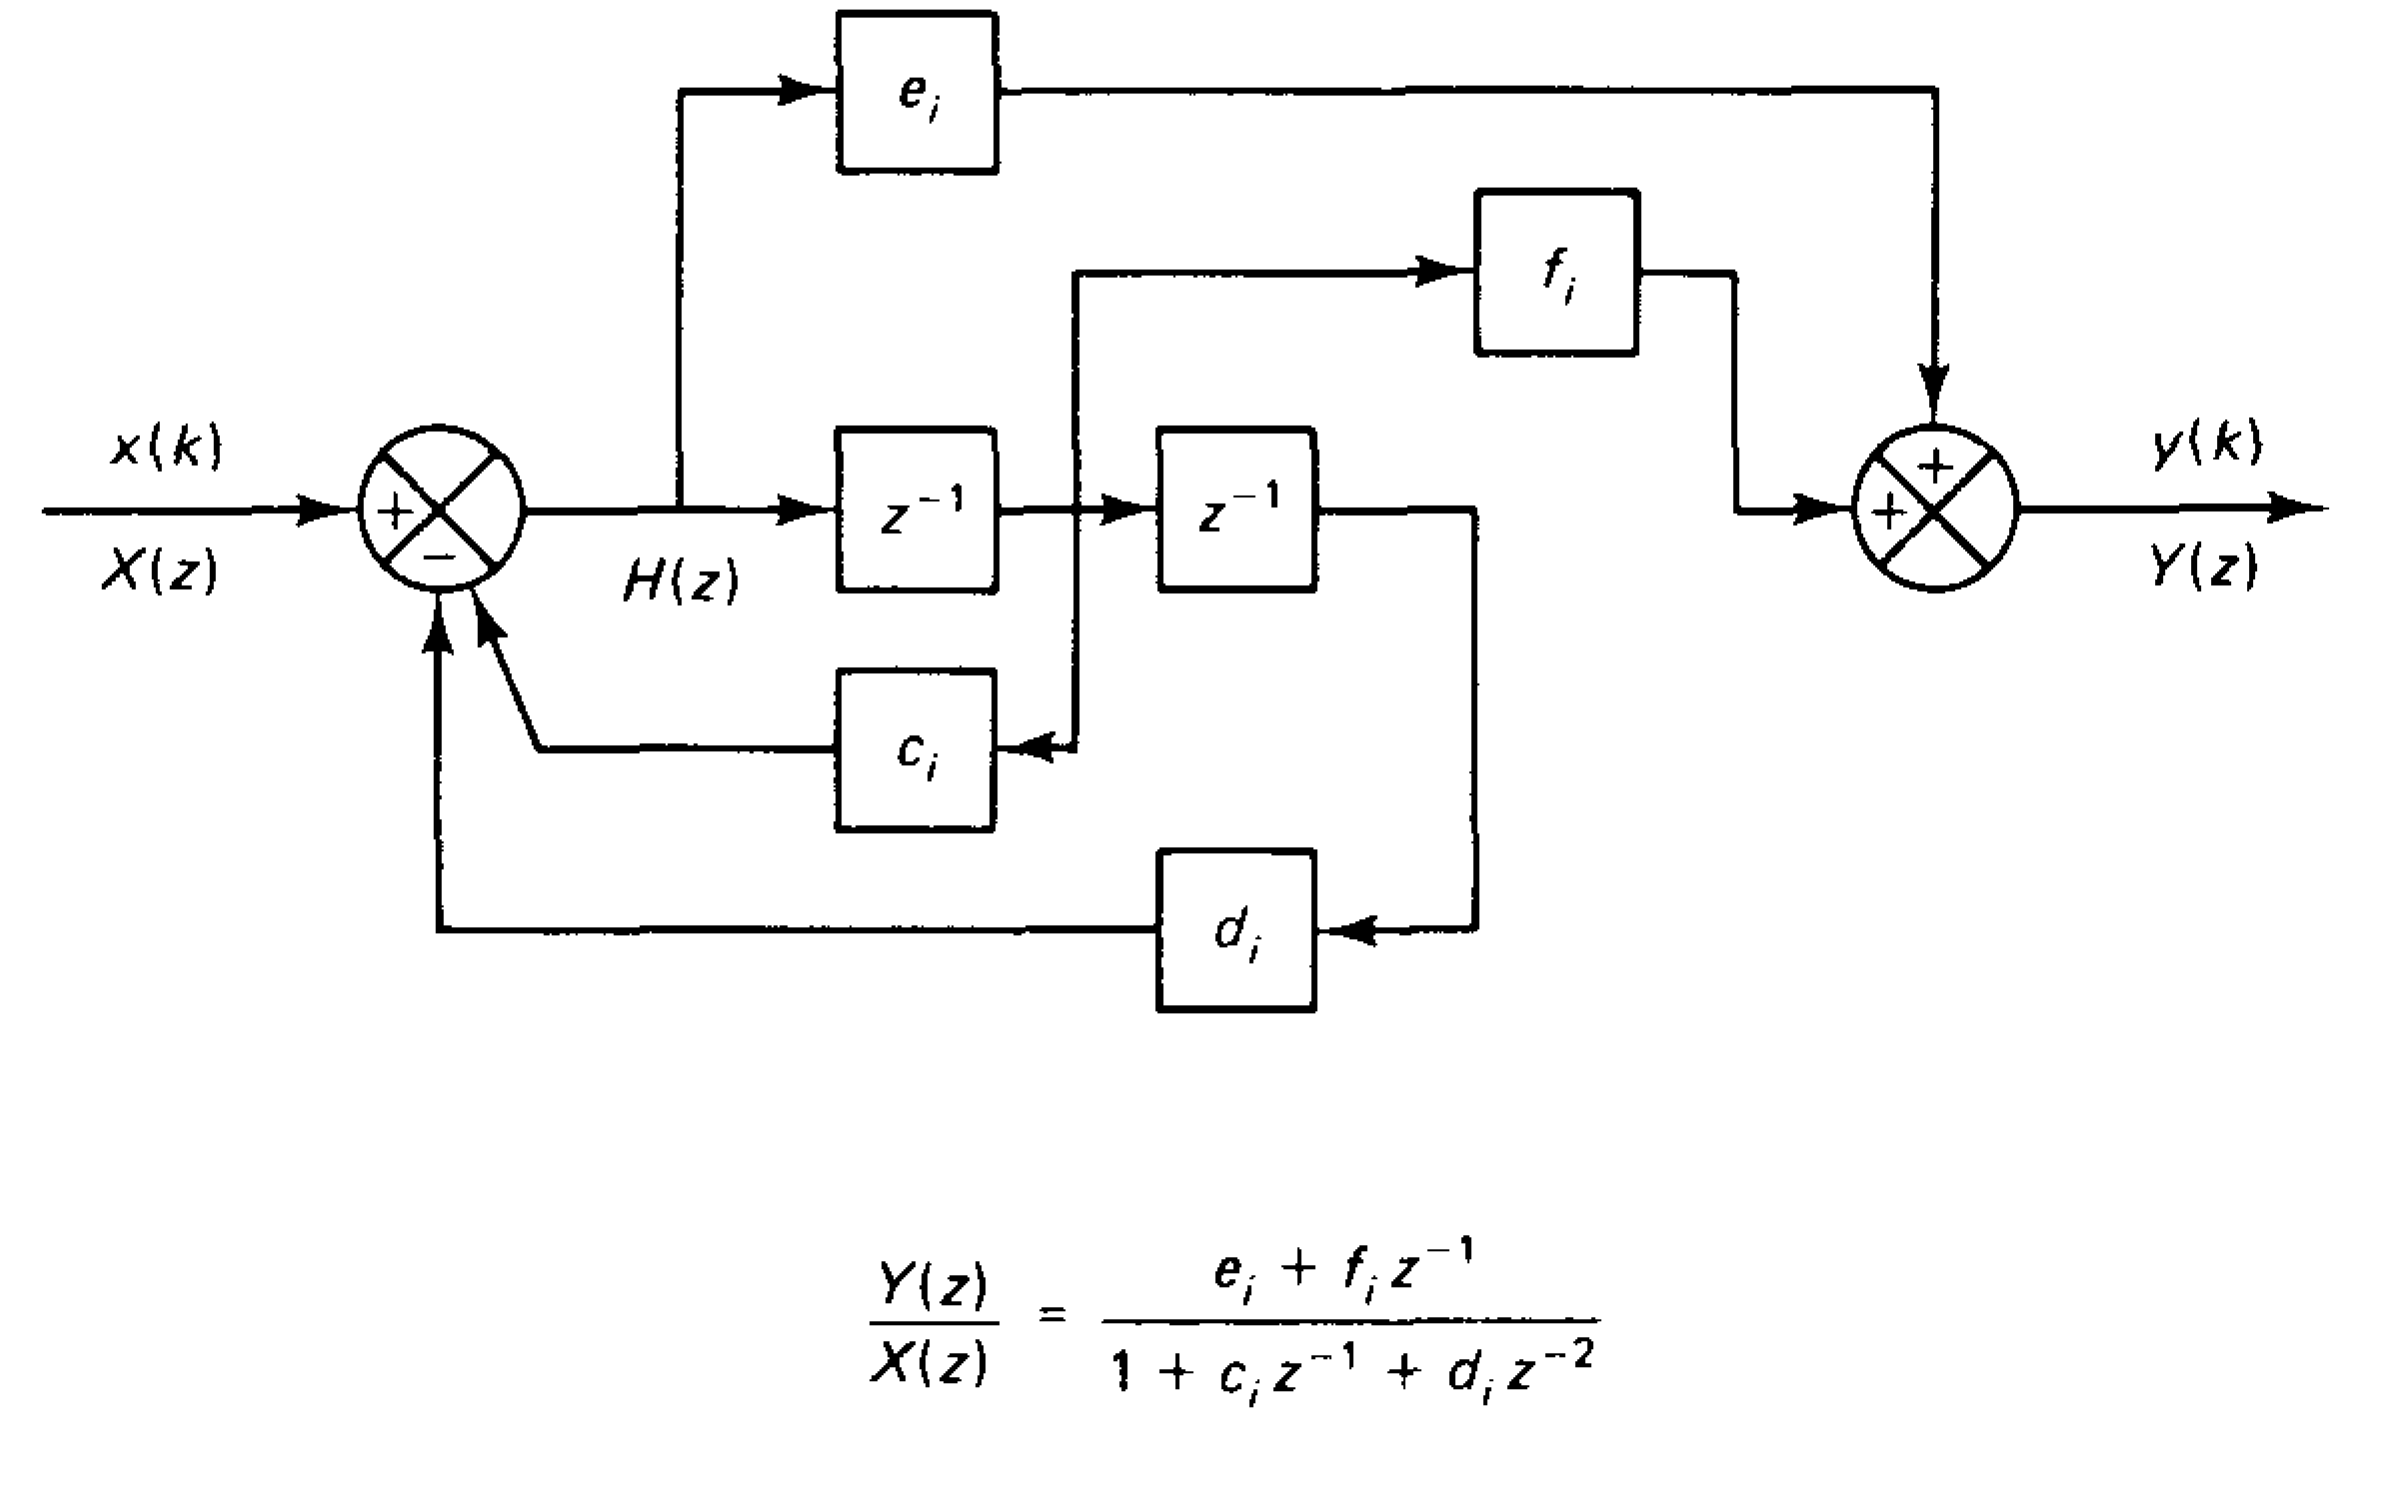 e_i
f_i
x(k)
y(k)
+
+
+
z^{-1}
z^{-1}
−
X(z)
H(z)
Y(z)
c_i
d_i
Y(z)/X(z) = (e_i + f_i z^{-1})/(1 + c_i z^{-1} + d_i z^{-2})